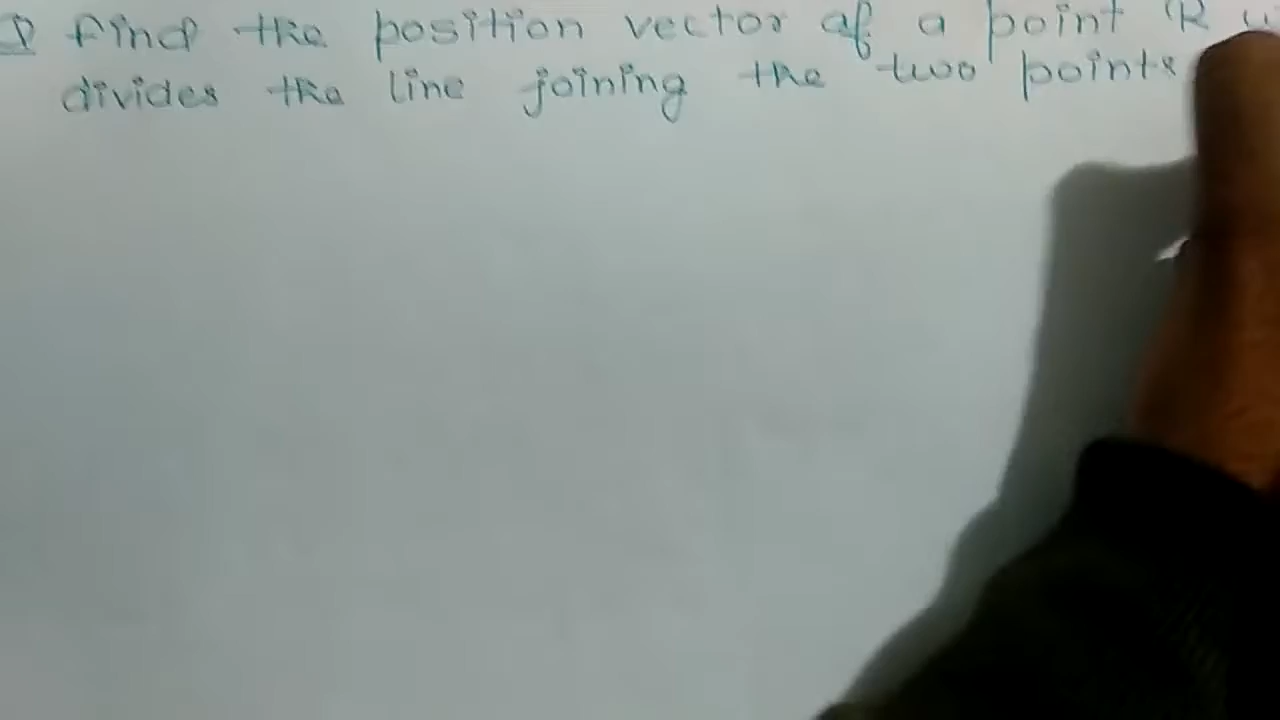 Q find the position vector of a point R
divides the line joining the two points